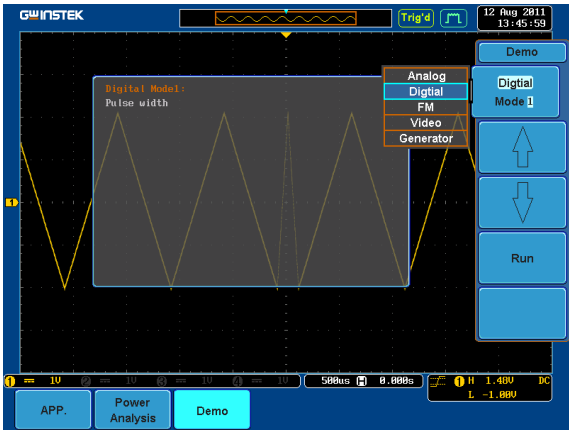 GWINSTEK
Trig'd
12 Aug 2011
13:45:59
Demo
Digital Mode1:
Pulse width
Analog
Digtial
FM
Video
Generator
Digtial
Mode 1
Run
1
1 1V 2 1V 3 1V 4 1V
500us H 0.000s
1 H 1.48V DC
L -1.00V
APP.
Power
Analysis
Demo